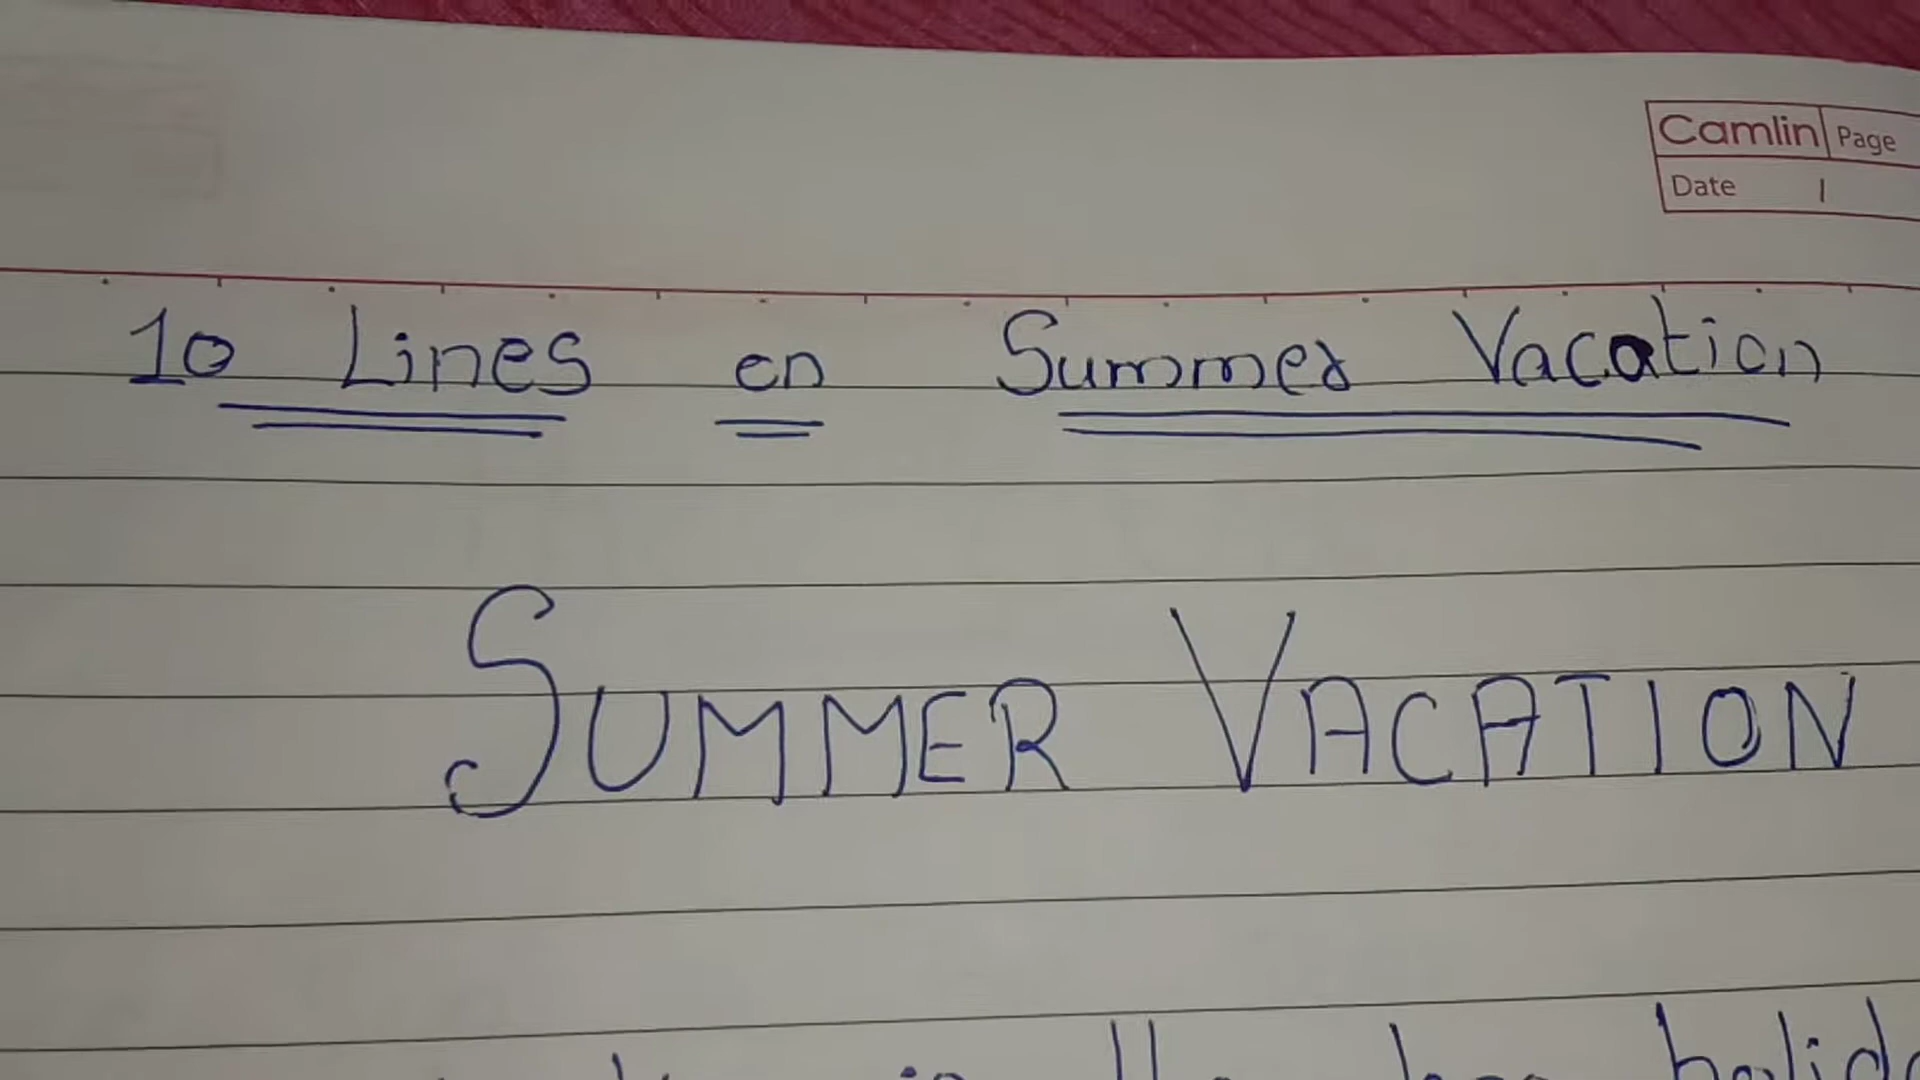 Camlin Page
Date /
10 Lines on Summer Vacation
SUMMER VACATION